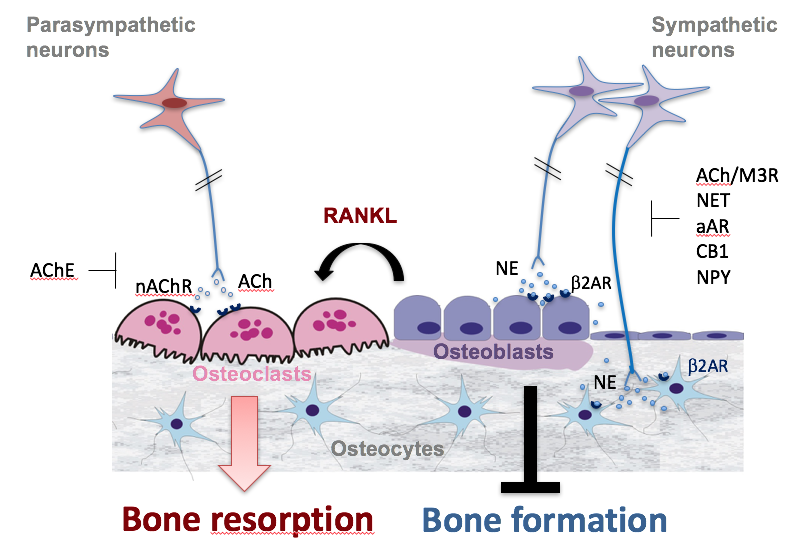 Parasympathetic
neurons
Sympathetic
neurons
ACh/M3R
NET
aAR
CB1
NPY
RANKL
AChE
nAChR
ACh
NE
β2AR
Osteoclasts
Osteoblasts
NE
β2AR
Osteocytes
Bone resorption
Bone formation